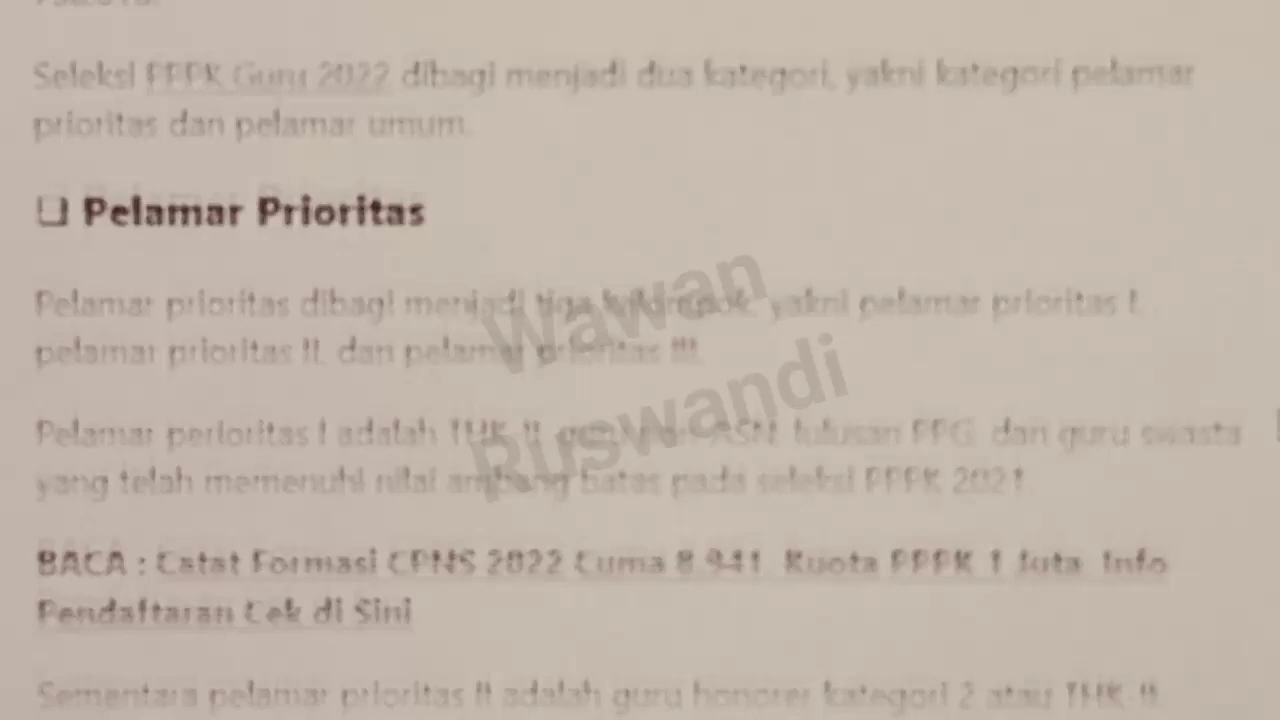 Seleksi PPPK Guru 2022 dibagi menjadi dua kategori, yakni kategori pelamar
prioritas dan pelamar umum.
❑ Pelamar Prioritas
Pelamar prioritas dibagi menjadi tiga kelompok, yakni pelamar prioritas I,
pelamar prioritas II, dan pelamar prioritas III.
Pelamar perioritas I adalah THK-II, ASN, lulusan PPG, dan guru swasta
yang telah memenuhi nilai ambang batas pada seleksi PPPK 2021.
BACA : Catat Formasi CPNS 2022 Cuma 8.941, Kuota PPPK 1 Juta, Info
Pendaftaran Cek di Sini
Sementara pelamar prioritas II adalah guru honorer kategori 2 atau THK-II.
Wawan
Ruswandi